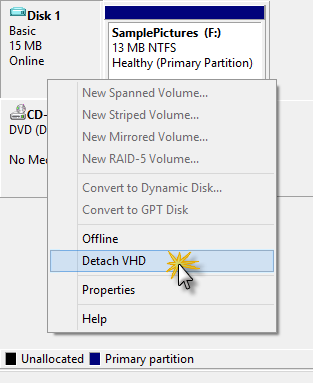 Disk 1
Basic
15 MB
Online
SamplePictures (F:)
13 MB NTFS
Healthy (Primary Partition)
CD-
DVD (D
No Med
New Spanned Volume...
New Striped Volume...
New Mirrored Volume...
New RAID-5 Volume...
Convert to Dynamic Disk...
Convert to GPT Disk
Offline
Detach VHD
Properties
Help
Unallocated
Primary partition